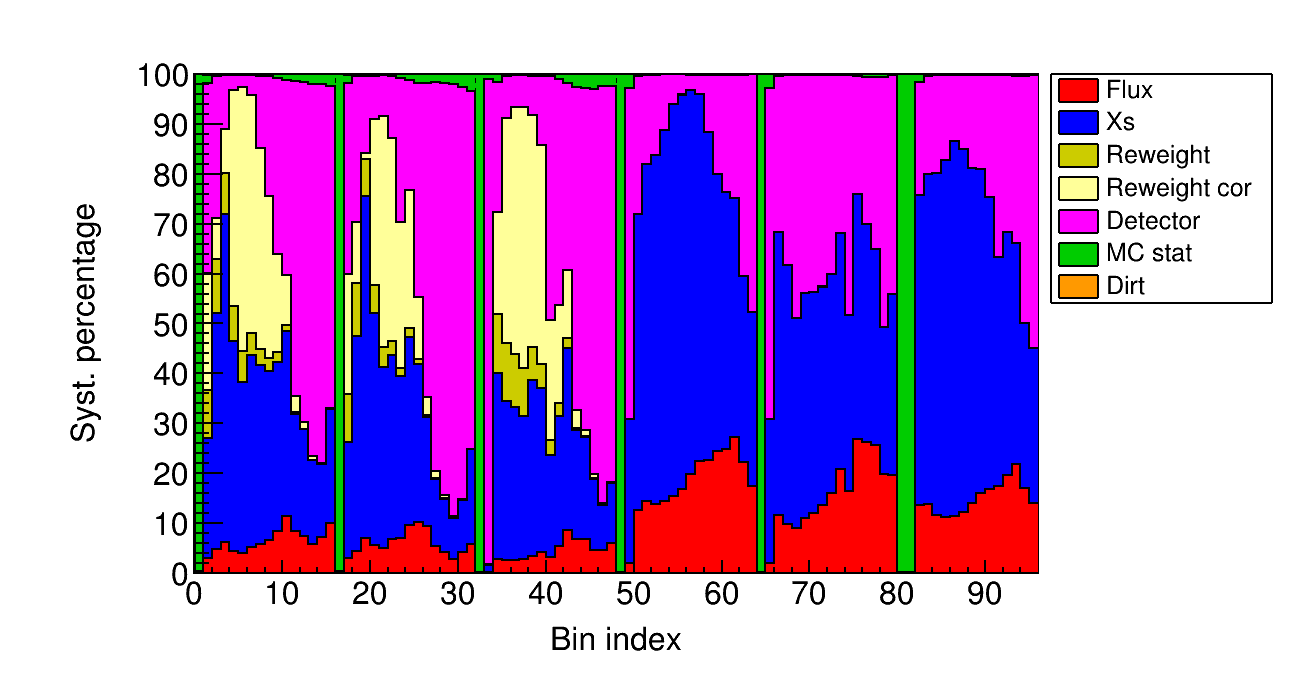 Syst. percentage
100
90
80
70
60
50
40
30
20
10
0
0 10 20 30 40 50 60 70 80 90
Bin index
Flux
Xs
Reweight
Reweight cor
Detector
MC stat
Dirt